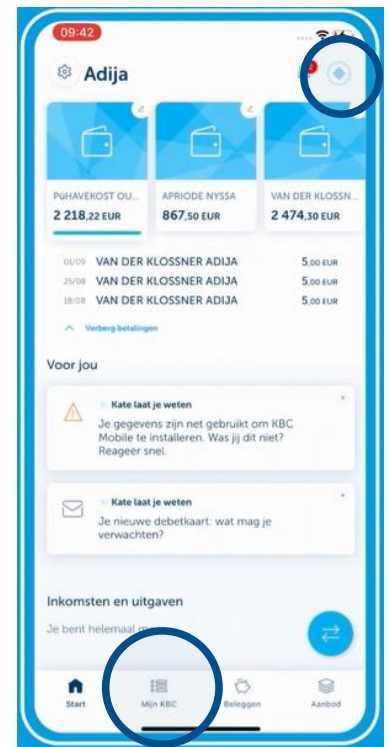 09:42
2
Adija
PÜHAVEKOST OU...
2 218,22 EUR
APRIODE NYSSA
867,50 EUR
VAN DER KLOSSN...
2 474,30 EUR
01/09 VAN DER KLOSSNER ADIJA 5,00 EUR
25/08 VAN DER KLOSSNER ADIJA 5,00 EUR
18/08 VAN DER KLOSSNER ADIJA 5,00 EUR
Verberg betalingen
Voor jou
Kate laat je weten
Je gegevens zijn net gebruikt om KBC
Mobile te installeren. Was jij dit niet?
Reageer snel.
Kate laat je weten
Je nieuwe debetkaart: wat mag je
verwachten?
Inkomsten en uitgaven
Je bent helemaal
Start
Mijn KBC
Beleggen
Aanbod